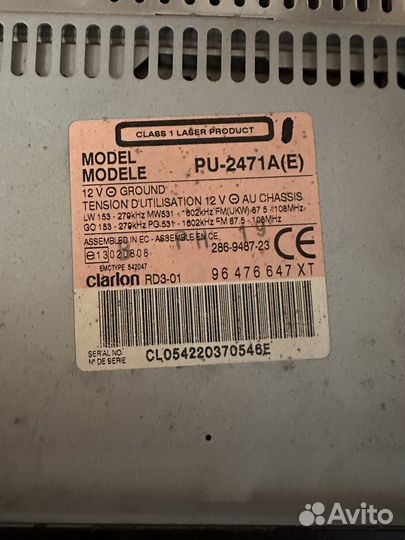 CLASS 1 LASER PRODUCT
MODEL
MODELE PU-2471A(E)
12 V ⊖ GROUND
TENSION D'UTILISATION 12 V ⊖ AU CHASSIS
LW 153 - 279kHz MW531 - 1602kHz FM(UKW) 87.5 - 108MHz
GO 153 - 279kHz PO 531 - 1602kHz FM 87.5 - 108MHz
ASSEMBLED IN EC - ASSEMBLE EN CE 286-9487-23 CE
e13020808
EMCTYPE 542047
clarion RD3-01 96 476 647 XT
SERIAL NO.
N° DE SERIE CL054220370546E
Avito